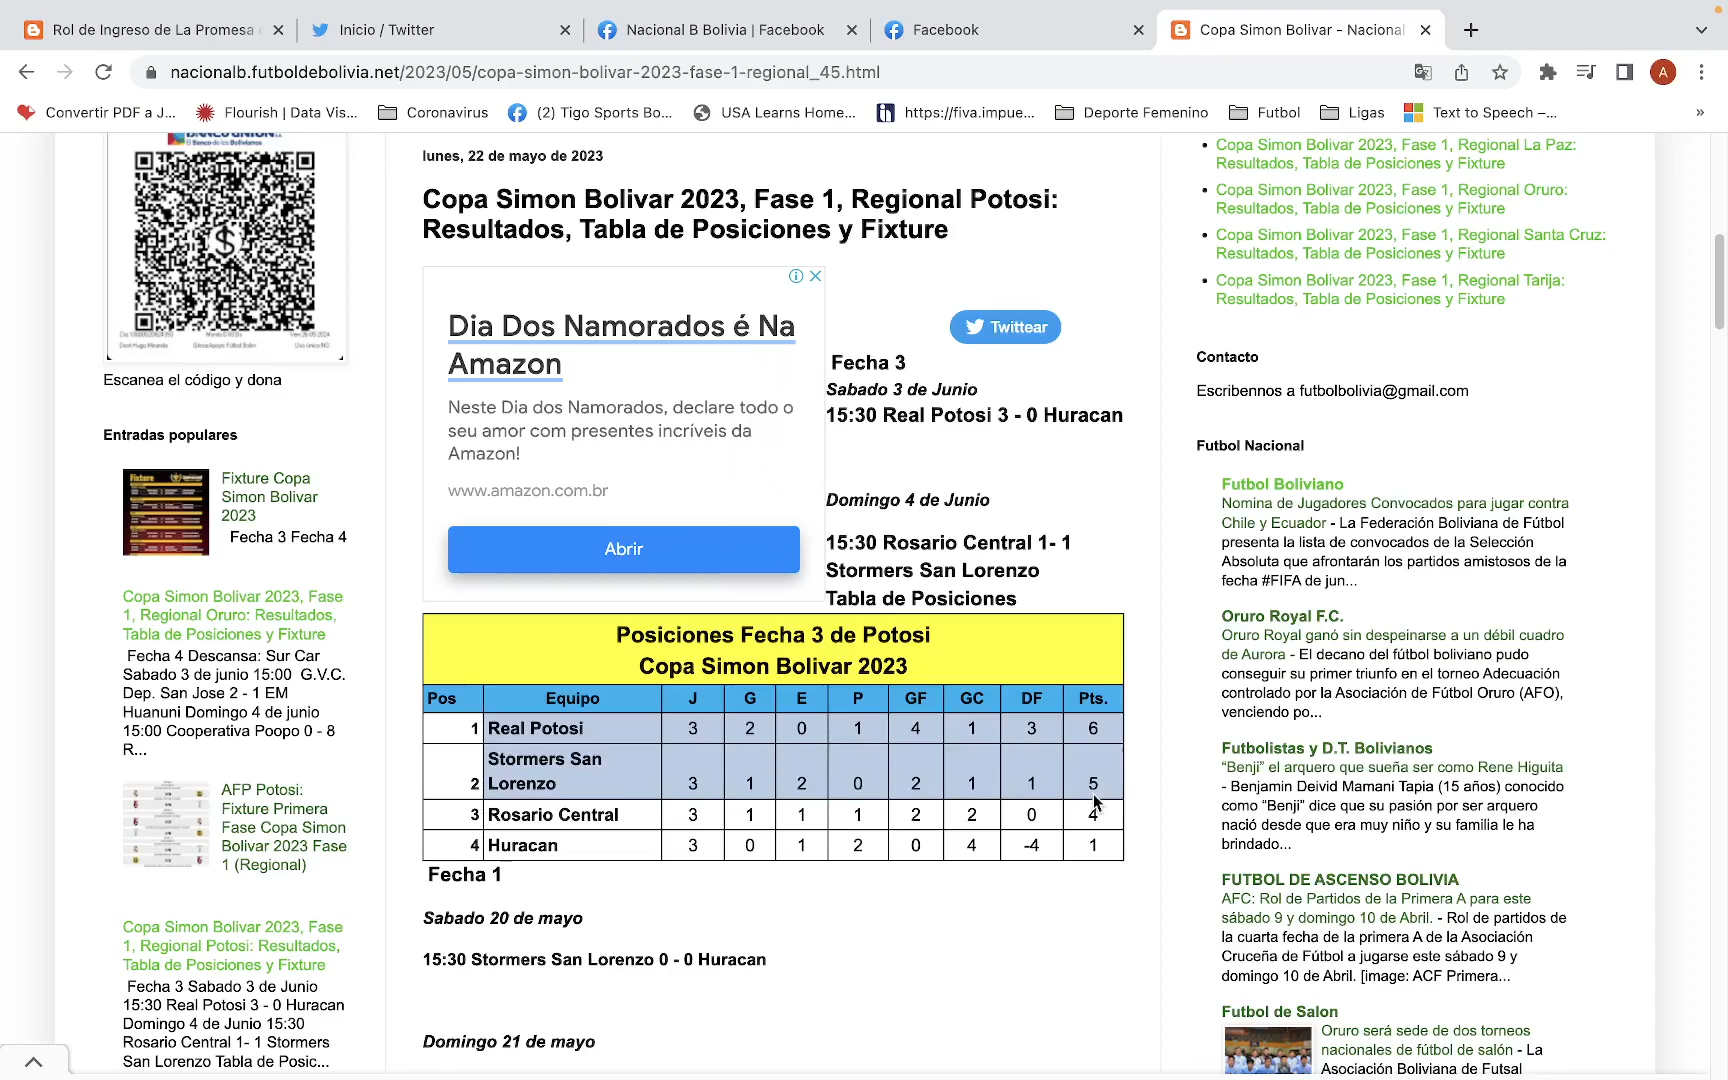 Rol de Ingreso de La Promesa
Inicio / Twitter
Nacional B Bolivia | Facebook
Facebook
Copa Simon Bolivar - Nacional
nacionalb.futboldebolivia.net/2023/05/copa-simon-bolivar-2023-fase-1-regional_45.html
A
Convertir PDF a J...
Flourish | Data Vis...
Coronavirus
(2) Tigo Sports Bo...
USA Learns Home...
https://fiva.impue...
Deporte Femenino
Futbol
Ligas
Text to Speech –...
»
BANCO UNION
El Banco de los Bolivianos
$
Escanea el código y dona
Entradas populares
Fixture
Fixture Copa
Simon Bolivar
2023
Fecha 3 Fecha 4
Copa Simon Bolivar 2023, Fase
1, Regional Oruro: Resultados,
Tabla de Posiciones y Fixture
Fecha 4 Descansa: Sur Car
Sabado 3 de junio 15:00 G.V.C.
Dep. San Jose 2 - 1 EM
Huanuni Domingo 4 de junio
15:00 Cooperativa Poopo 0 - 8
R...
AFP Potosi:
Fixture Primera
Fase Copa Simon
Bolivar 2023 Fase
1 (Regional)
Copa Simon Bolivar 2023, Fase
1, Regional Potosi: Resultados,
Tabla de Posiciones y Fixture
Fecha 3 Sabado 3 de Junio
15:30 Real Potosi 3 - 0 Huracan
Domingo 4 de Junio 15:30
Rosario Central 1- 1 Stormers
San Lorenzo Tabla de Posic...
lunes, 22 de mayo de 2023
Copa Simon Bolivar 2023, Fase 1, Regional Potosi:
Resultados, Tabla de Posiciones y Fixture
Dia Dos Namorados é Na
Amazon
Neste Dia dos Namorados, declare todo o
seu amor com presentes incríveis da
Amazon!
www.amazon.com.br
Abrir
Twittear
Fecha 3
Sabado 3 de Junio
15:30 Real Potosi 3 - 0 Huracan
Domingo 4 de Junio
15:30 Rosario Central 1- 1
Stormers San Lorenzo
Tabla de Posiciones
Posiciones Fecha 3 de Potosi
Copa Simon Bolivar 2023
Pos Equipo J G E P GF GC DF Pts.
1 Real Potosi 3 2 0 1 4 1 3 6
Stormers San
2 Lorenzo 3 1 2 0 2 1 1 5
3 Rosario Central 3 1 1 1 2 2 0 4
4 Huracan 3 0 1 2 0 4 -4 1
Fecha 1
Sabado 20 de mayo
15:30 Stormers San Lorenzo 0 - 0 Huracan
Domingo 21 de mayo
Copa Simon Bolivar 2023, Fase 1, Regional La Paz:
Resultados, Tabla de Posiciones y Fixture
Copa Simon Bolivar 2023, Fase 1, Regional Oruro:
Resultados, Tabla de Posiciones y Fixture
Copa Simon Bolivar 2023, Fase 1, Regional Santa Cruz:
Resultados, Tabla de Posiciones y Fixture
Copa Simon Bolivar 2023, Fase 1, Regional Tarija:
Resultados, Tabla de Posiciones y Fixture
Contacto
Escribennos a futbolbolivia@gmail.com
Futbol Nacional
Futbol Boliviano
Nomina de Jugadores Convocados para jugar contra
Chile y Ecuador - La Federación Boliviana de Fútbol
presenta la lista de convocados de la Selección
Absoluta que afrontarán los partidos amistosos de la
fecha #FIFA de jun...
Oruro Royal F.C.
Oruro Royal ganó sin despeinarse a un débil cuadro
de Aurora - El decano del fútbol boliviano pudo
conseguir su primer triunfo en el torneo Adecuación
controlado por la Asociación de Fútbol Oruro (AFO),
venciendo po...
Futbolistas y D.T. Bolivianos
“Benji” el arquero que sueña ser como Rene Higuita
- Benjamin Deivid Mamani Tapia (15 años) conocido
como “Benji” dice que su pasión por ser arquero
nació desde que era muy niño y su familia le ha
brindado...
FUTBOL DE ASCENSO BOLIVIA
AFC: Rol de Partidos de la Primera A para este
sábado 9 y domingo 10 de Abril. - Rol de partidos de
la cuarta fecha de la primera A de la Asociación
Cruceña de Fútbol a jugarse este sábado 9 y
domingo 10 de Abril. [image: ACF Primera...
Futbol de Salon
Oruro será sede de dos torneos
nacionales de fútbol de salón - La
Asociación Boliviana de Futsal